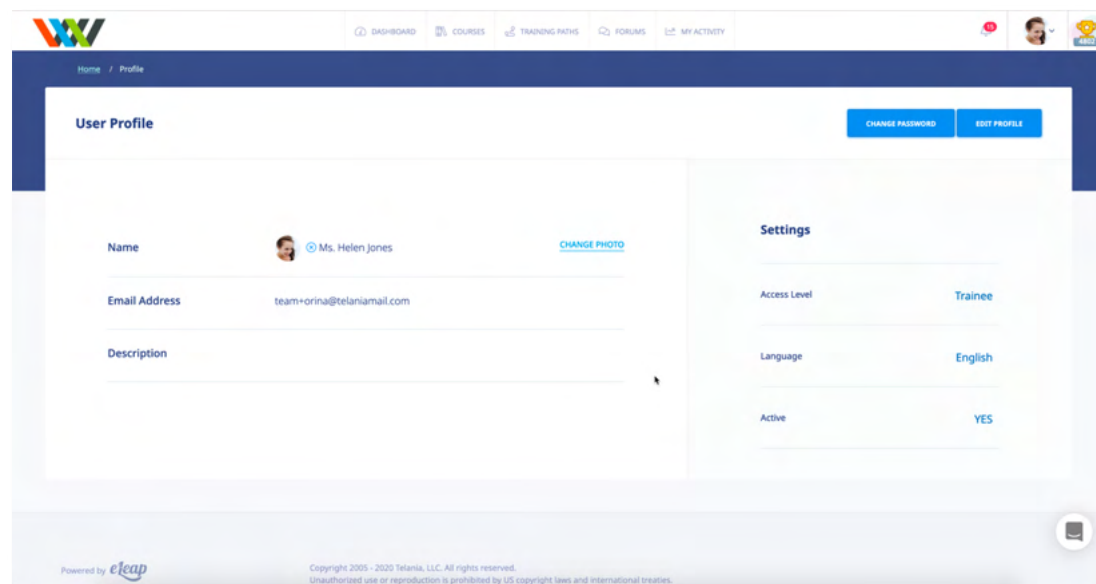 DASHBOARD COURSES TRAINING PATHS FORUMS MY ACTIVITY 15
4802
Home / Profile
User Profile CHANGE PASSWORD EDIT PROFILE
Settings
Name Ms. Helen Jones CHANGE PHOTO
Email Address team+orina@telaniamail.com
Access Level Trainee
Description
Language English
Active YES
Powered by eleap
Copyright 2005 - 2020 Telania, LLC. All rights reserved.
Unauthorized use or reproduction is prohibited by US copyright laws and international treaties.